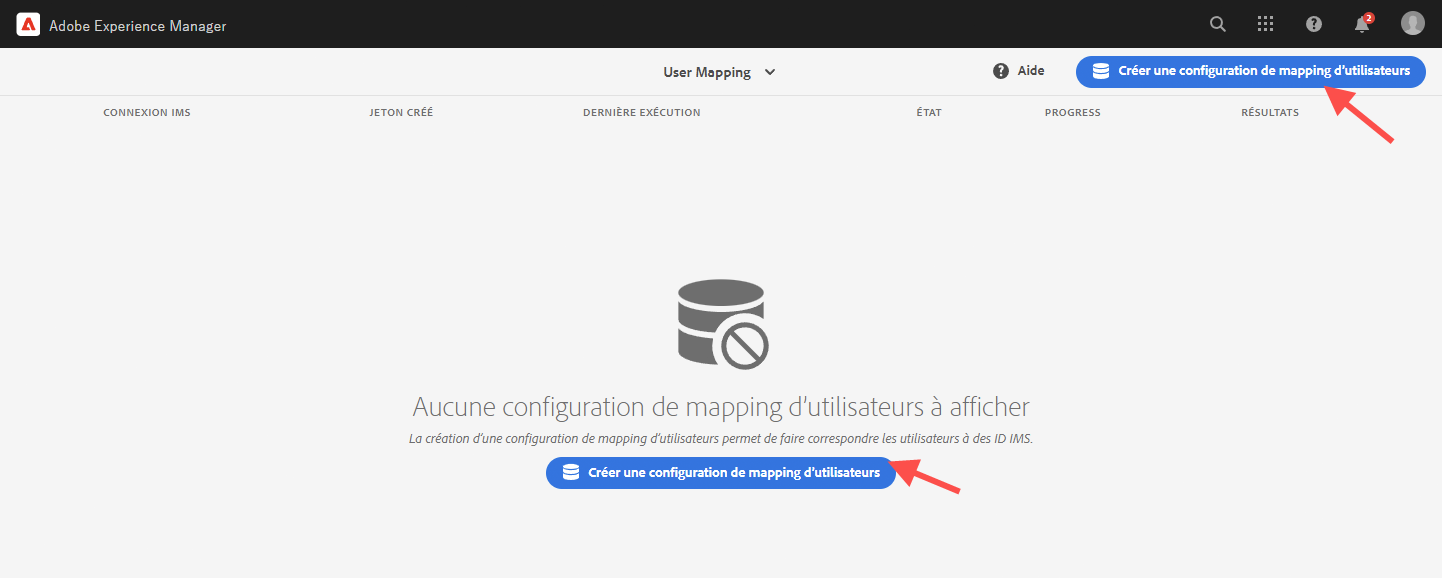 Adobe Experience Manager
2
User Mapping
Aide
Créer une configuration de mapping d’utilisateurs
CONNEXION IMS JETON CRÉÉ DERNIÈRE EXÉCUTION ÉTAT PROGRESS RÉSULTATS
Aucune configuration de mapping d’utilisateurs à afficher
La création d’une configuration de mapping d’utilisateurs permet de faire correspondre les utilisateurs à des ID IMS.
Créer une configuration de mapping d’utilisateurs